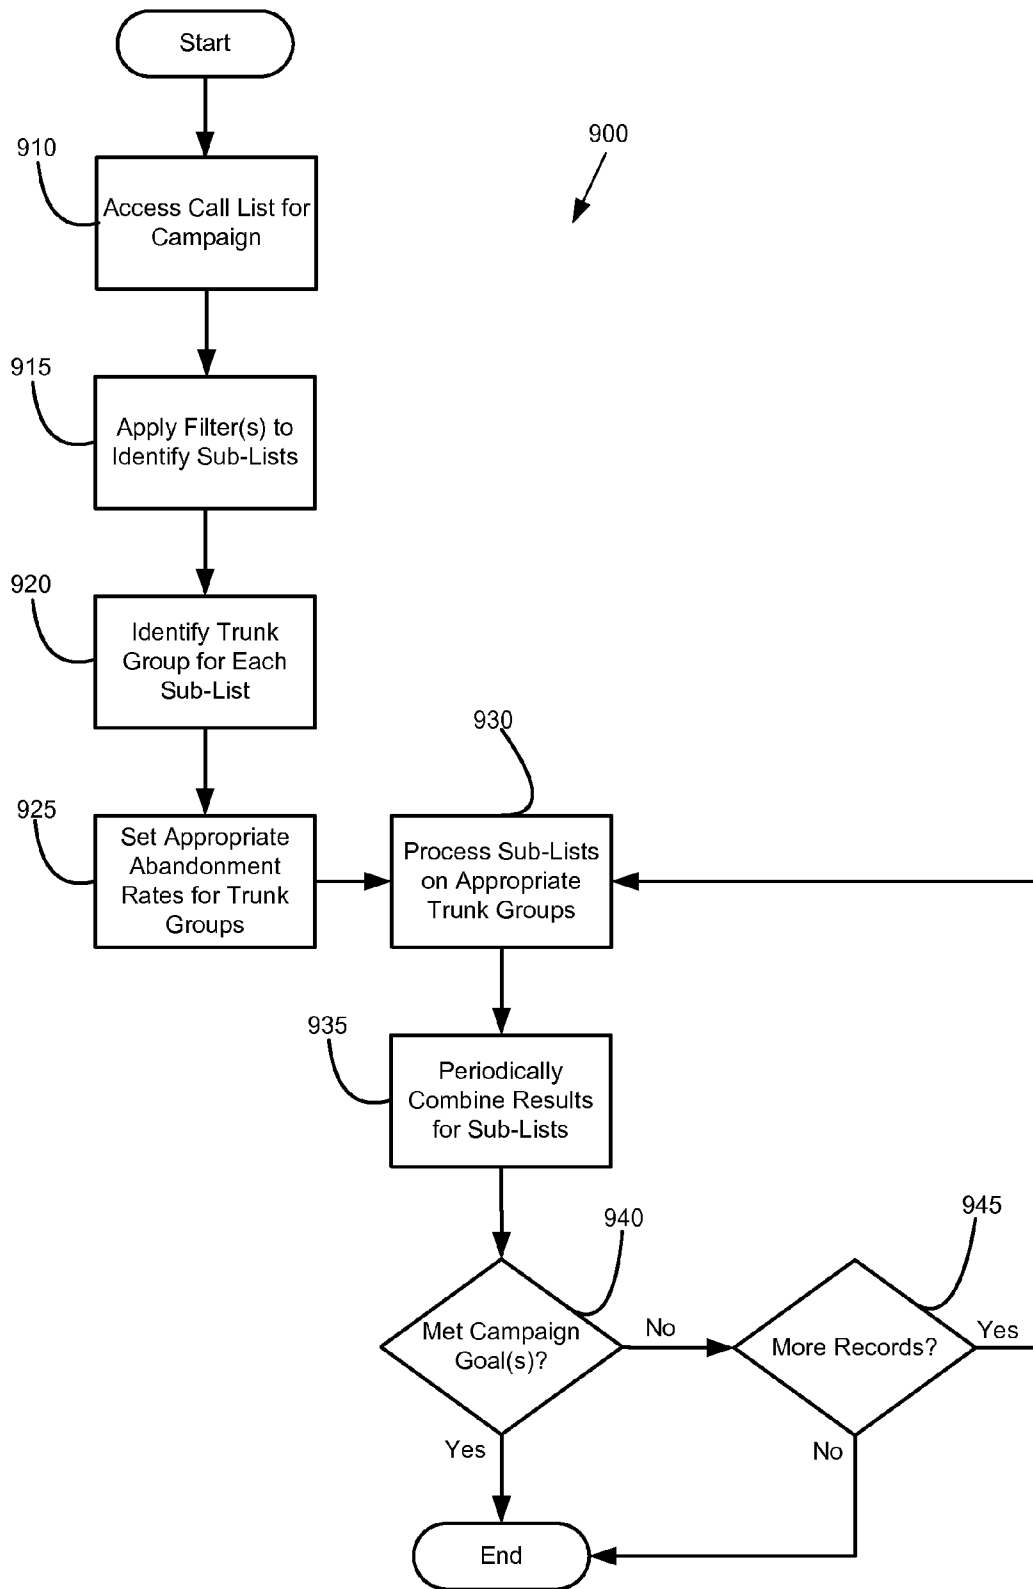 Start
900
910
Access Call List for
Campaign
915
Apply Filter(s) to
Identify Sub-Lists
920
Identify Trunk
Group for Each
Sub-List
925
Set Appropriate
Abandonment
Rates for Trunk
Groups
930
Process Sub-Lists
on Appropriate
Trunk Groups
935
Periodically
Combine Results
for Sub-Lists
940
Met Campaign
Goal(s)?
No
945
More Records?
Yes
Yes
No
End